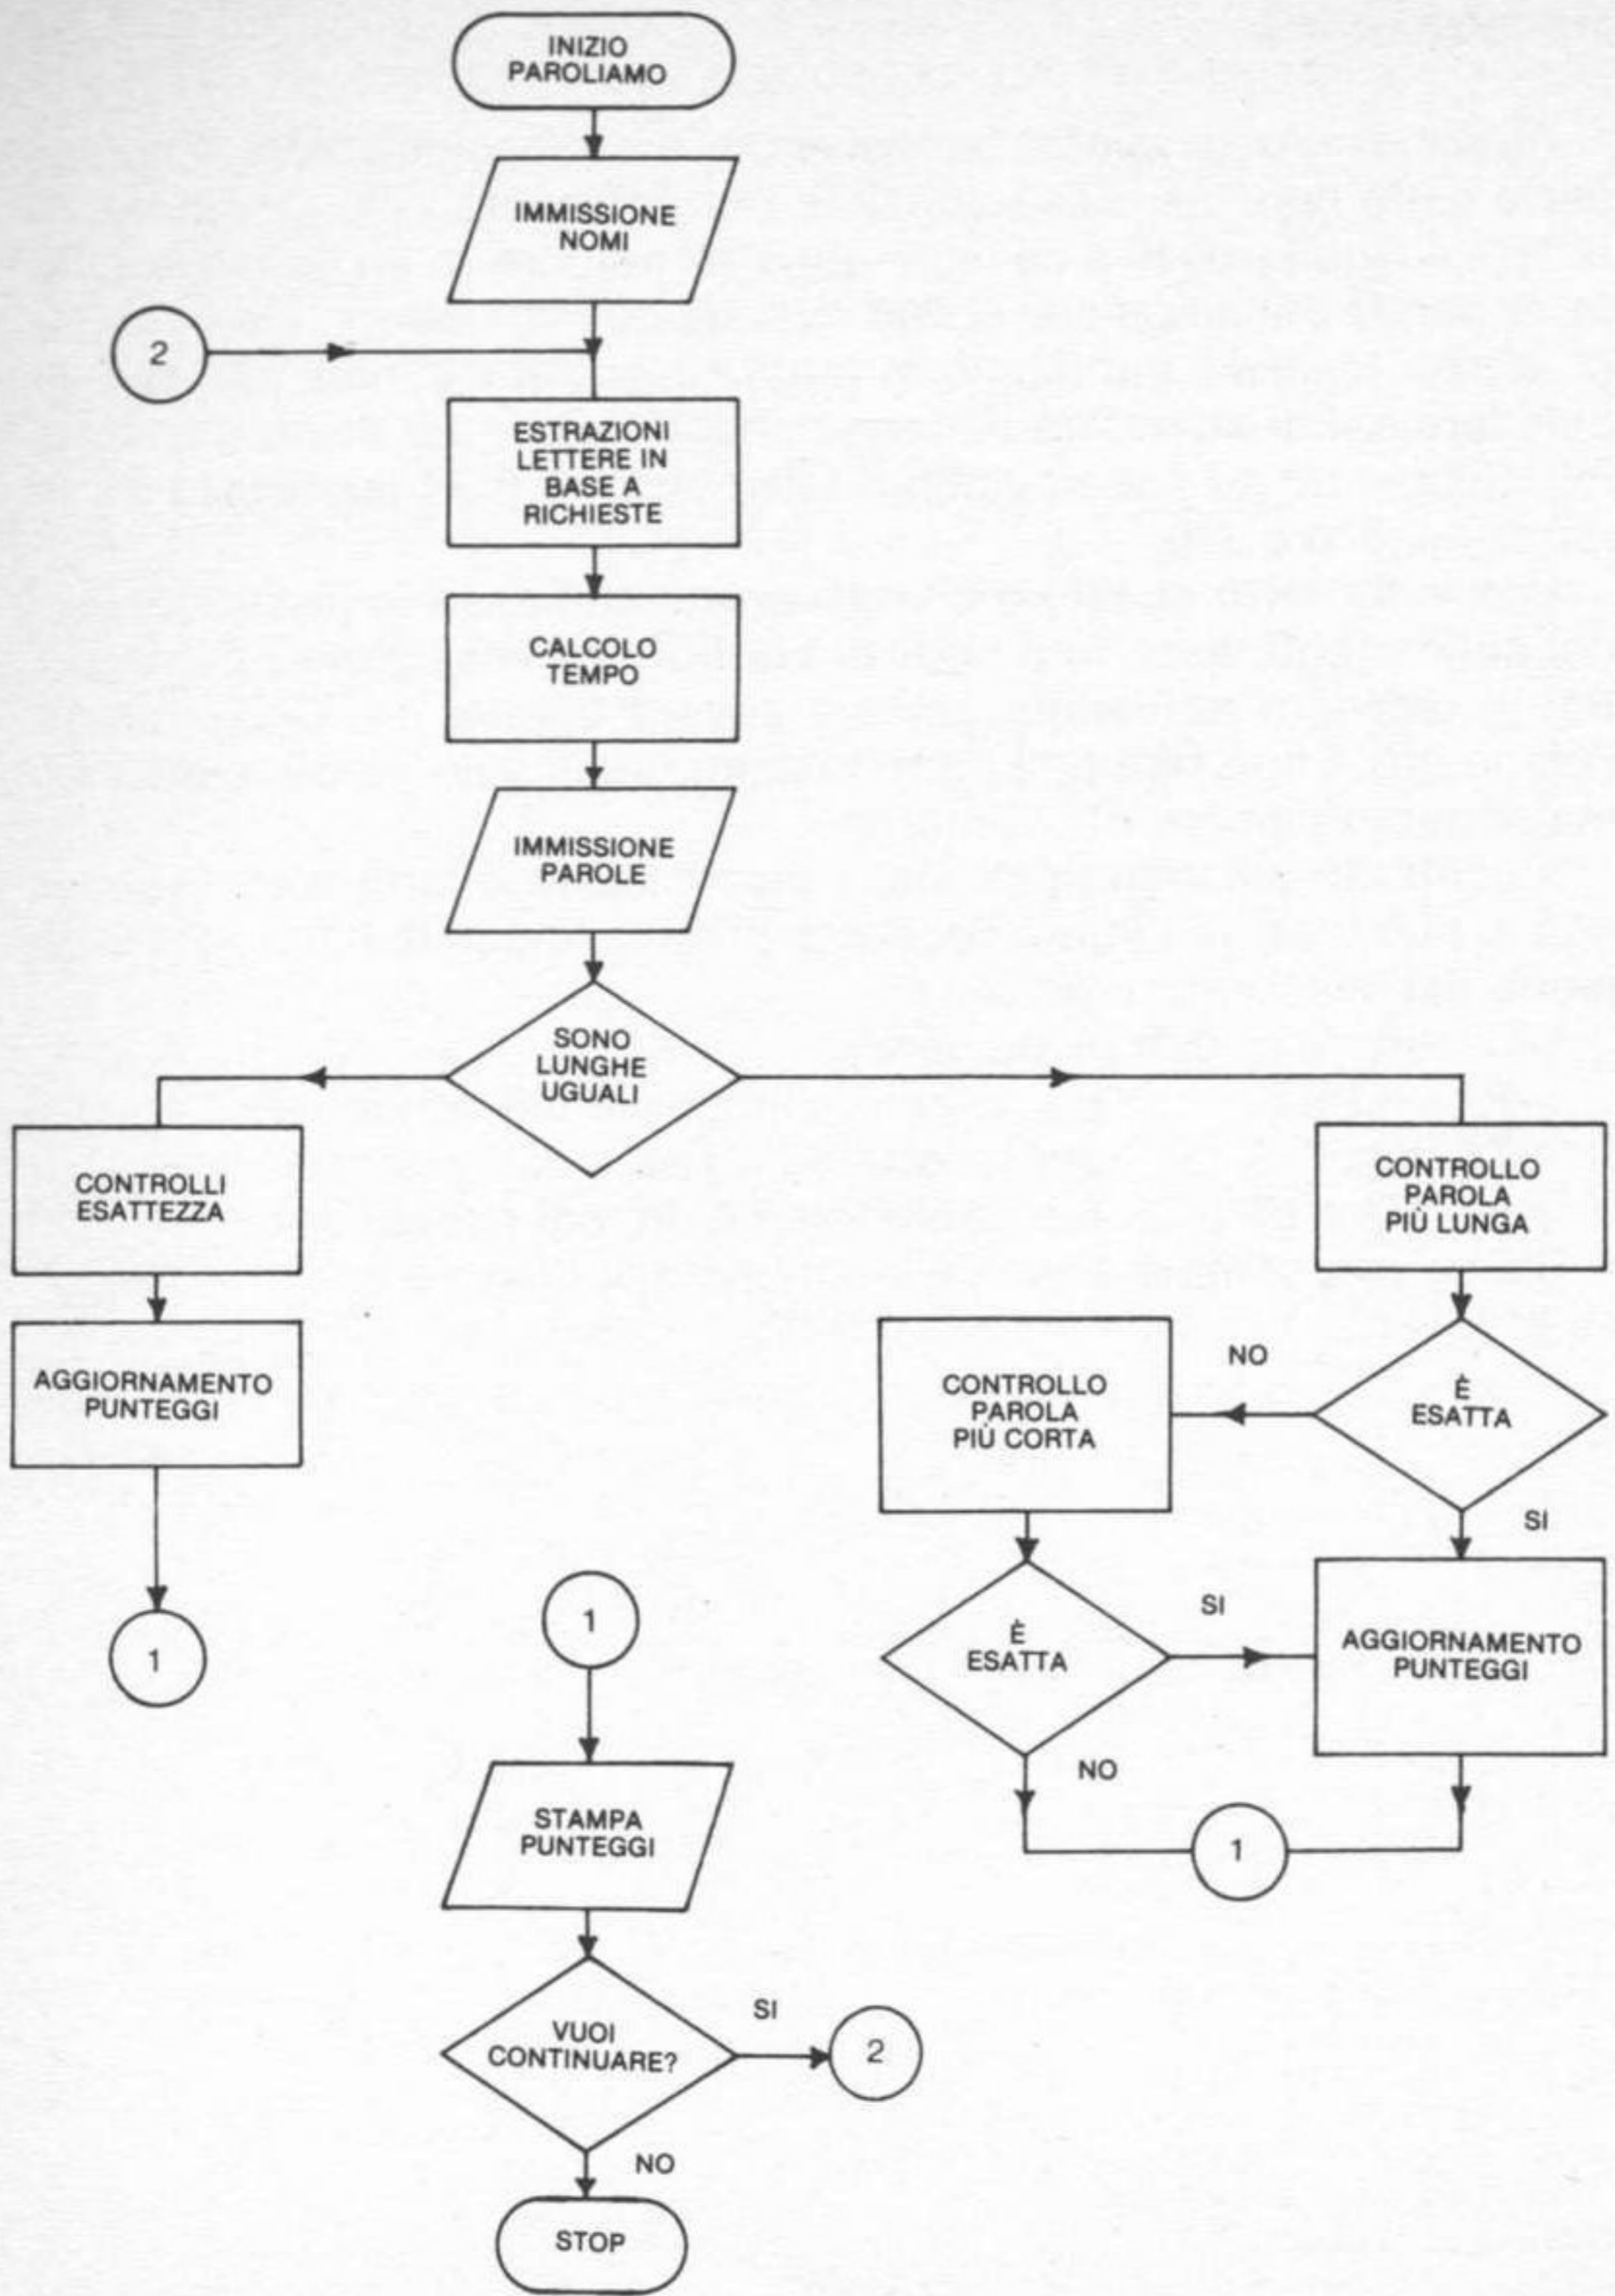 INIZIO
PAROLIAMO
IMMISSIONE
NOMI
2
ESTRAZIONI
LETTERE IN
BASE A
RICHIESTE
CALCOLO
TEMPO
IMMISSIONE
PAROLE
SONO
LUNGHE
UGUALI
CONTROLLI
ESATTEZZA
AGGIORNAMENTO
PUNTEGGI
1
CONTROLLO
PAROLA
PIÙ LUNGA
È
ESATTA
NO
SI
CONTROLLO
PAROLA
PIÙ CORTA
È
ESATTA
SI
NO
AGGIORNAMENTO
PUNTEGGI
1
1
STAMPA
PUNTEGGI
VUOI
CONTINUARE?
SI
2
NO
STOP